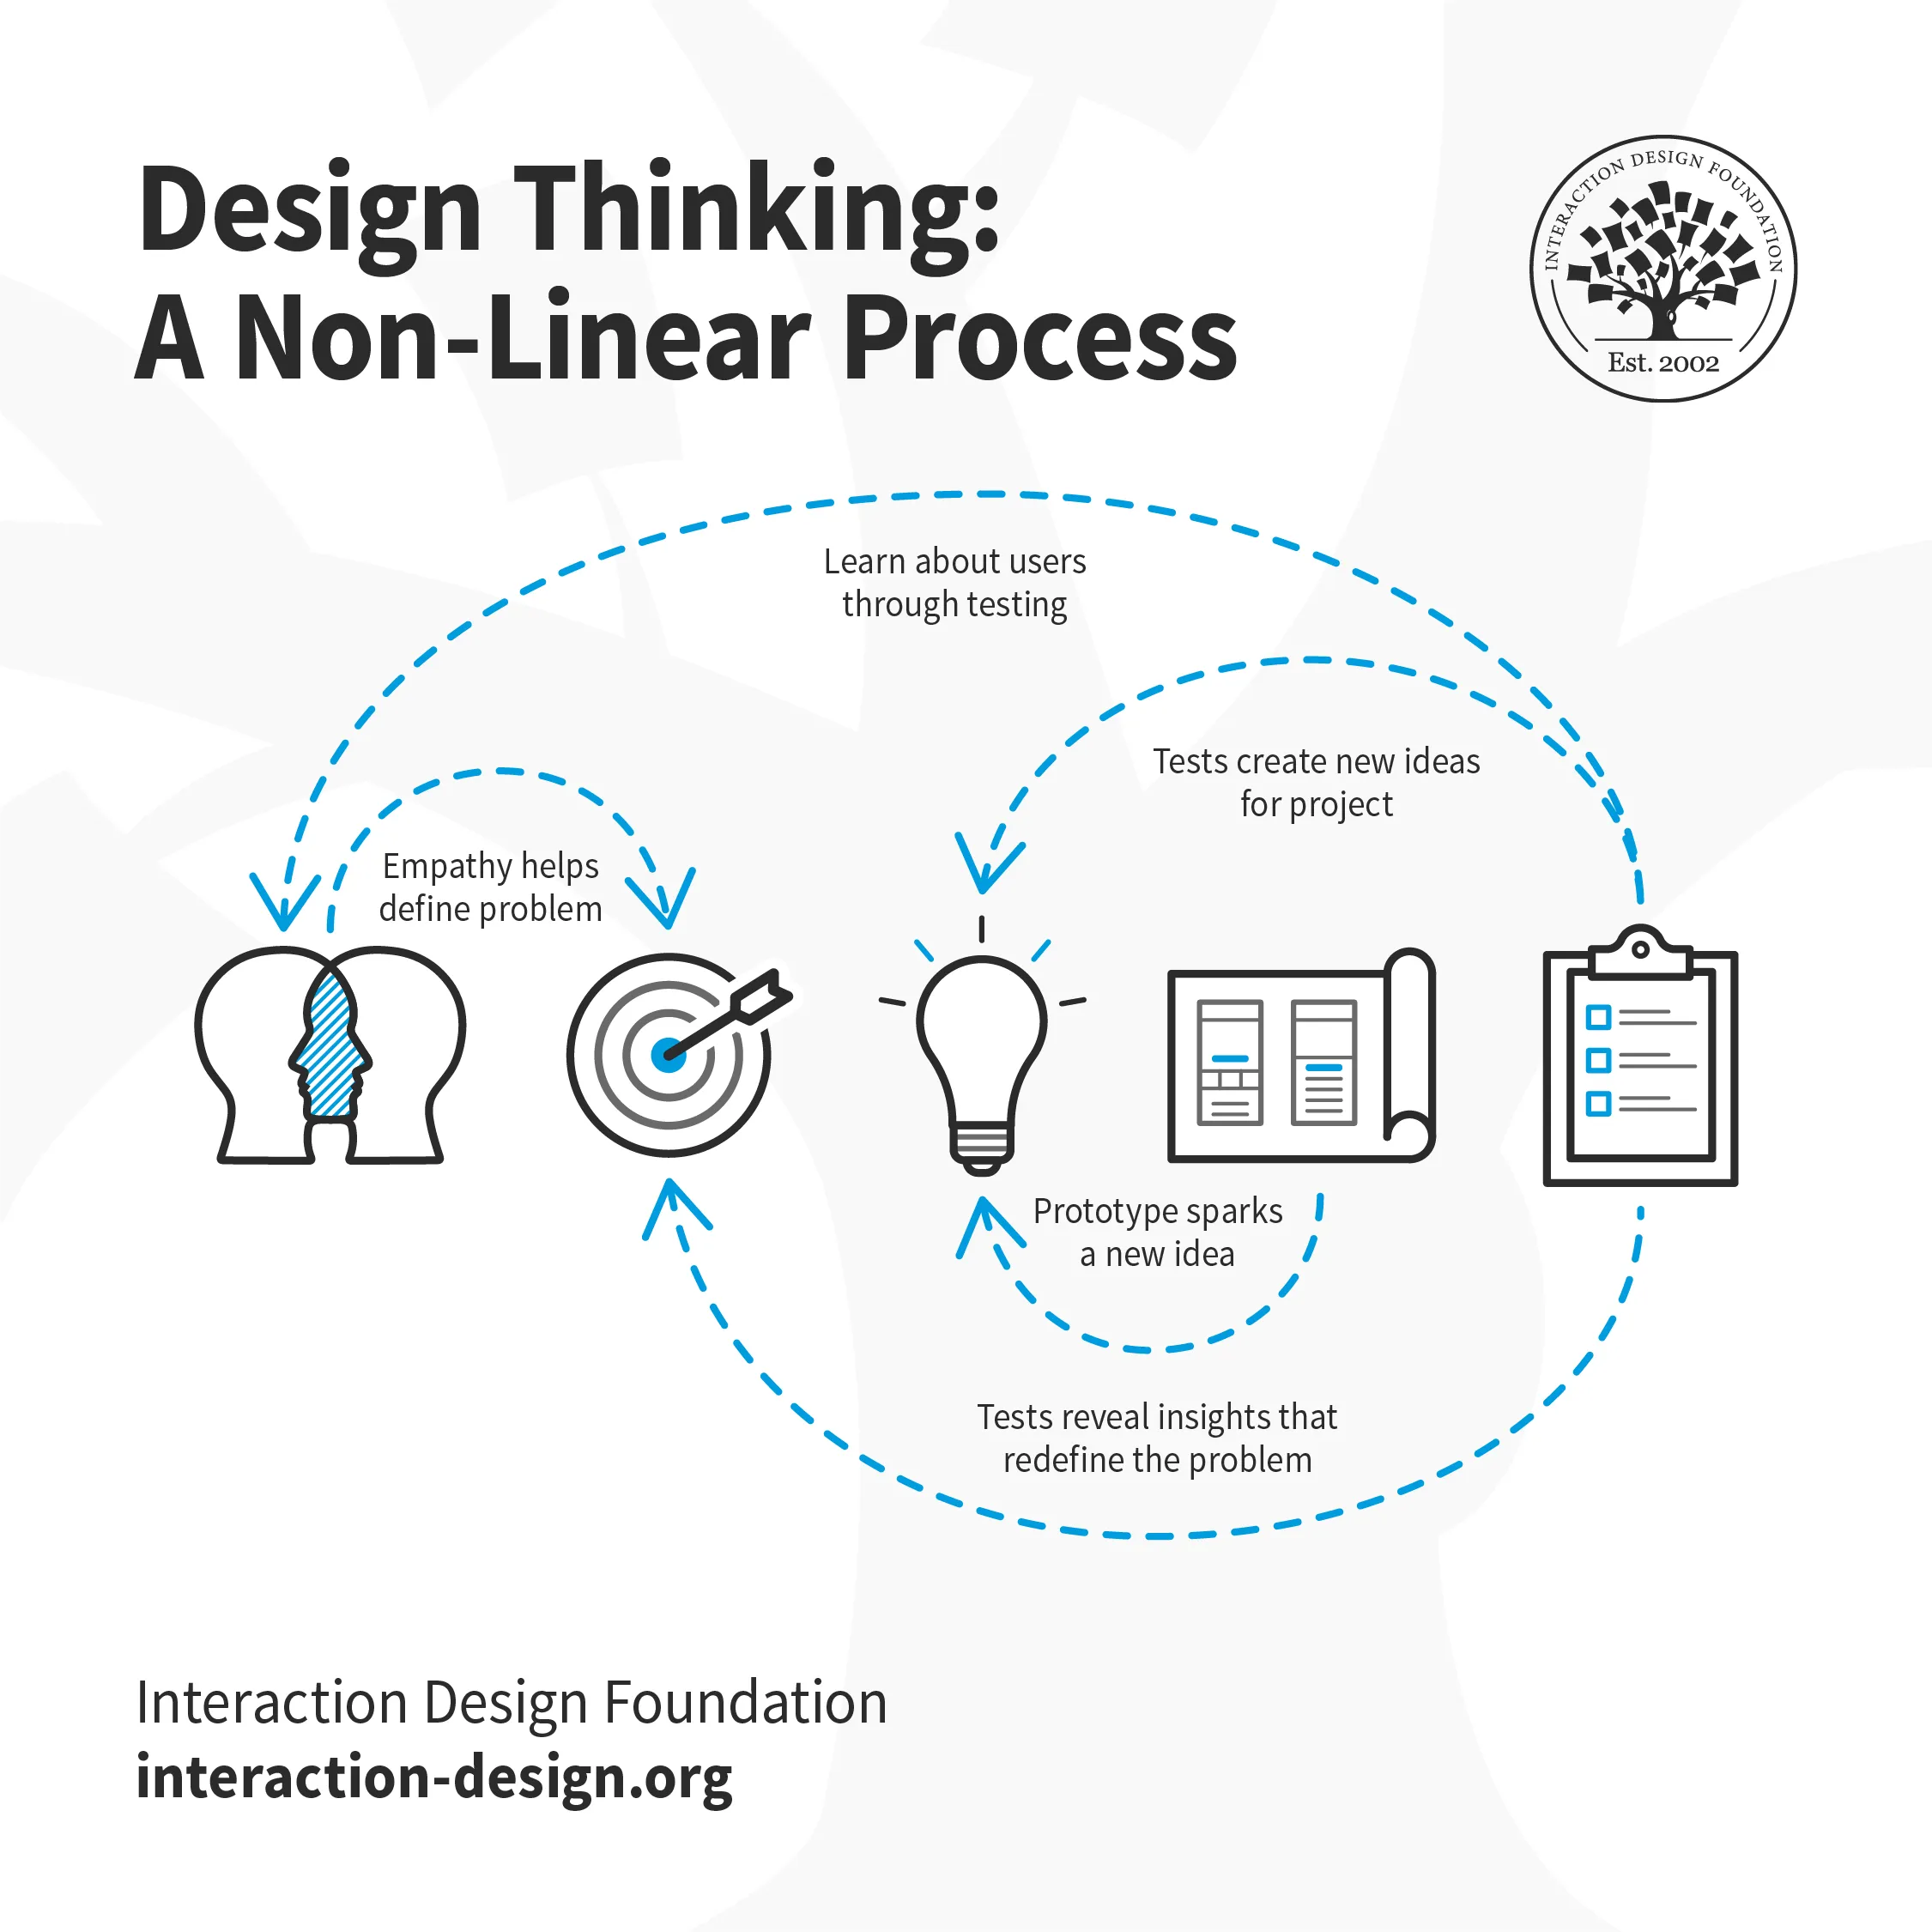 Design Thinking:
A Non-Linear Process
INTERACTION DESIGN FOUNDATION
Est. 2002
Learn about users
through testing
Tests create new ideas
for project
Empathy helps
define problem
Prototype sparks
a new idea
Tests reveal insights that
redefine the problem
Interaction Design Foundation
interaction-design.org